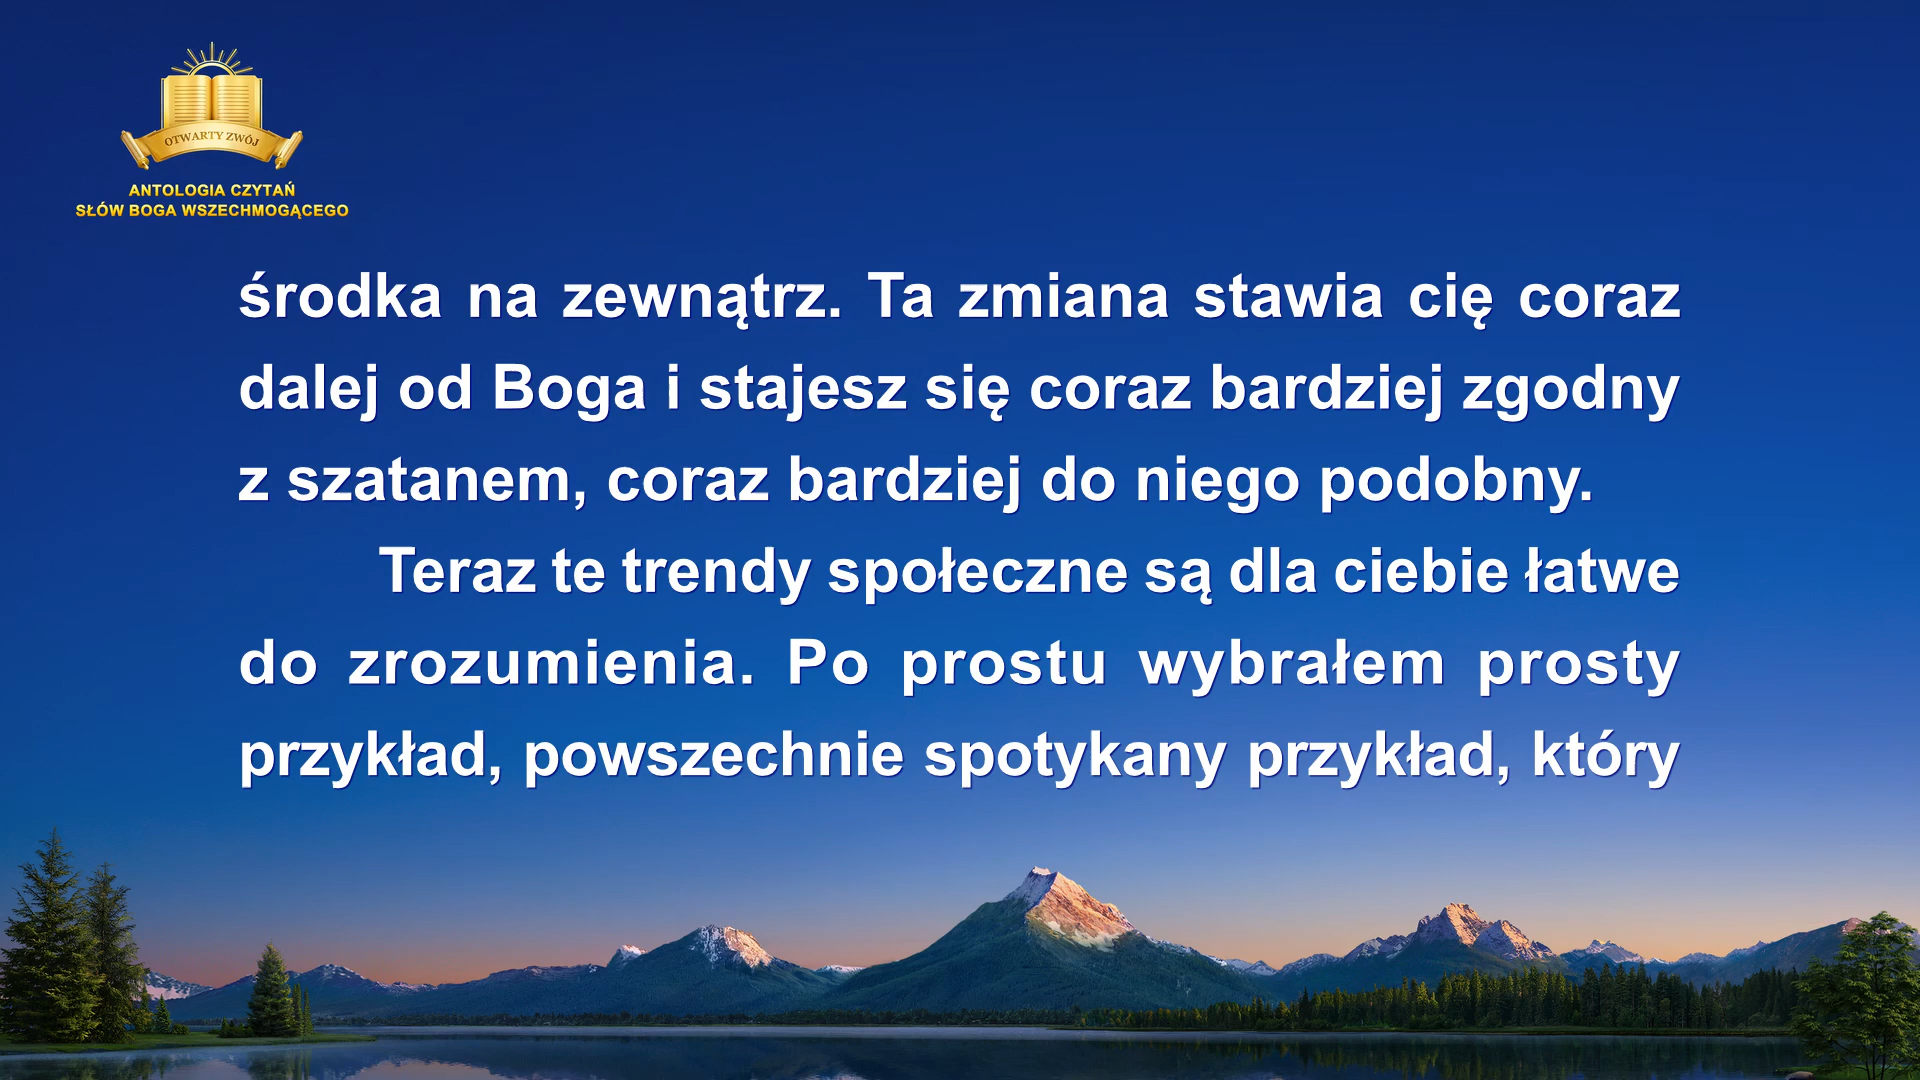 OTWARTY ZWÓJ
ANTOLOGIA CZYTAŃ
SŁÓW BOGA WSZECHMOGĄCEGO
środka na zewnątrz. Ta zmiana stawia cię coraz
dalej od Boga i stajesz się coraz bardziej zgodny
z szatanem, coraz bardziej do niego podobny.
Teraz te trendy społeczne są dla ciebie łatwe
do zrozumienia. Po prostu wybrałem prosty
przykład, powszechnie spotykany przykład, który